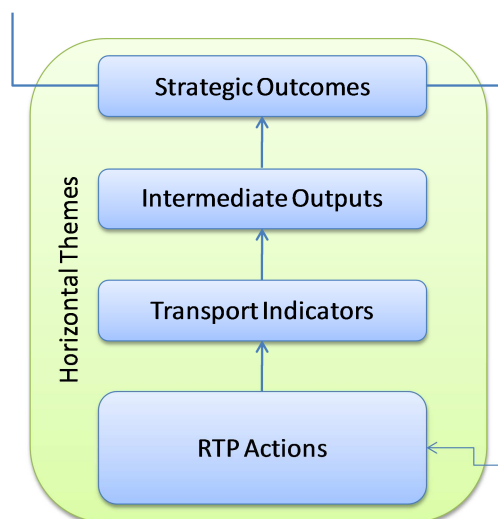 Strategic Outcomes
Intermediate Outputs
Horizontal Themes
Transport Indicators
RTP Actions